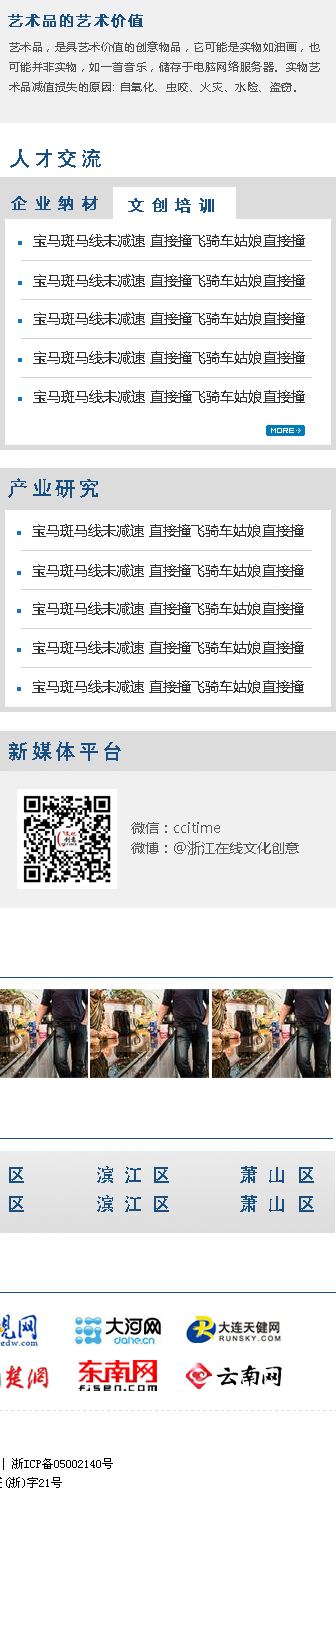 艺术品的艺术价值
艺术品，是具艺术价值的创意物品，它可能是实物如油画，也
可能并非实物，如一首音乐，储存于电脑网络服务器。实物艺
术品减值损失的原因: 自氧化、虫咬、火灾、水险、盗窃。
人才交流
企业纳材 文创培训
宝马斑马线未减速 直接撞飞骑车姑娘直接撞
宝马斑马线未减速 直接撞飞骑车姑娘直接撞
宝马斑马线未减速 直接撞飞骑车姑娘直接撞
宝马斑马线未减速 直接撞飞骑车姑娘直接撞
宝马斑马线未减速 直接撞飞骑车姑娘直接撞
MORE
产业研究
宝马斑马线未减速 直接撞飞骑车姑娘直接撞
宝马斑马线未减速 直接撞飞骑车姑娘直接撞
宝马斑马线未减速 直接撞飞骑车姑娘直接撞
宝马斑马线未减速 直接撞飞骑车姑娘直接撞
宝马斑马线未减速 直接撞飞骑车姑娘直接撞
新媒体平台
微信：ccitime
微博：@浙江在线文化创意
区 滨江区 萧山区
区 滨江区 萧山区
视网 大河网 大连天健网
gedw.com dahe.cn RUNSKY.COM
楚网 东南网 云南网
FJSEN.COM
| 浙ICP备05002140号
(浙)字21号